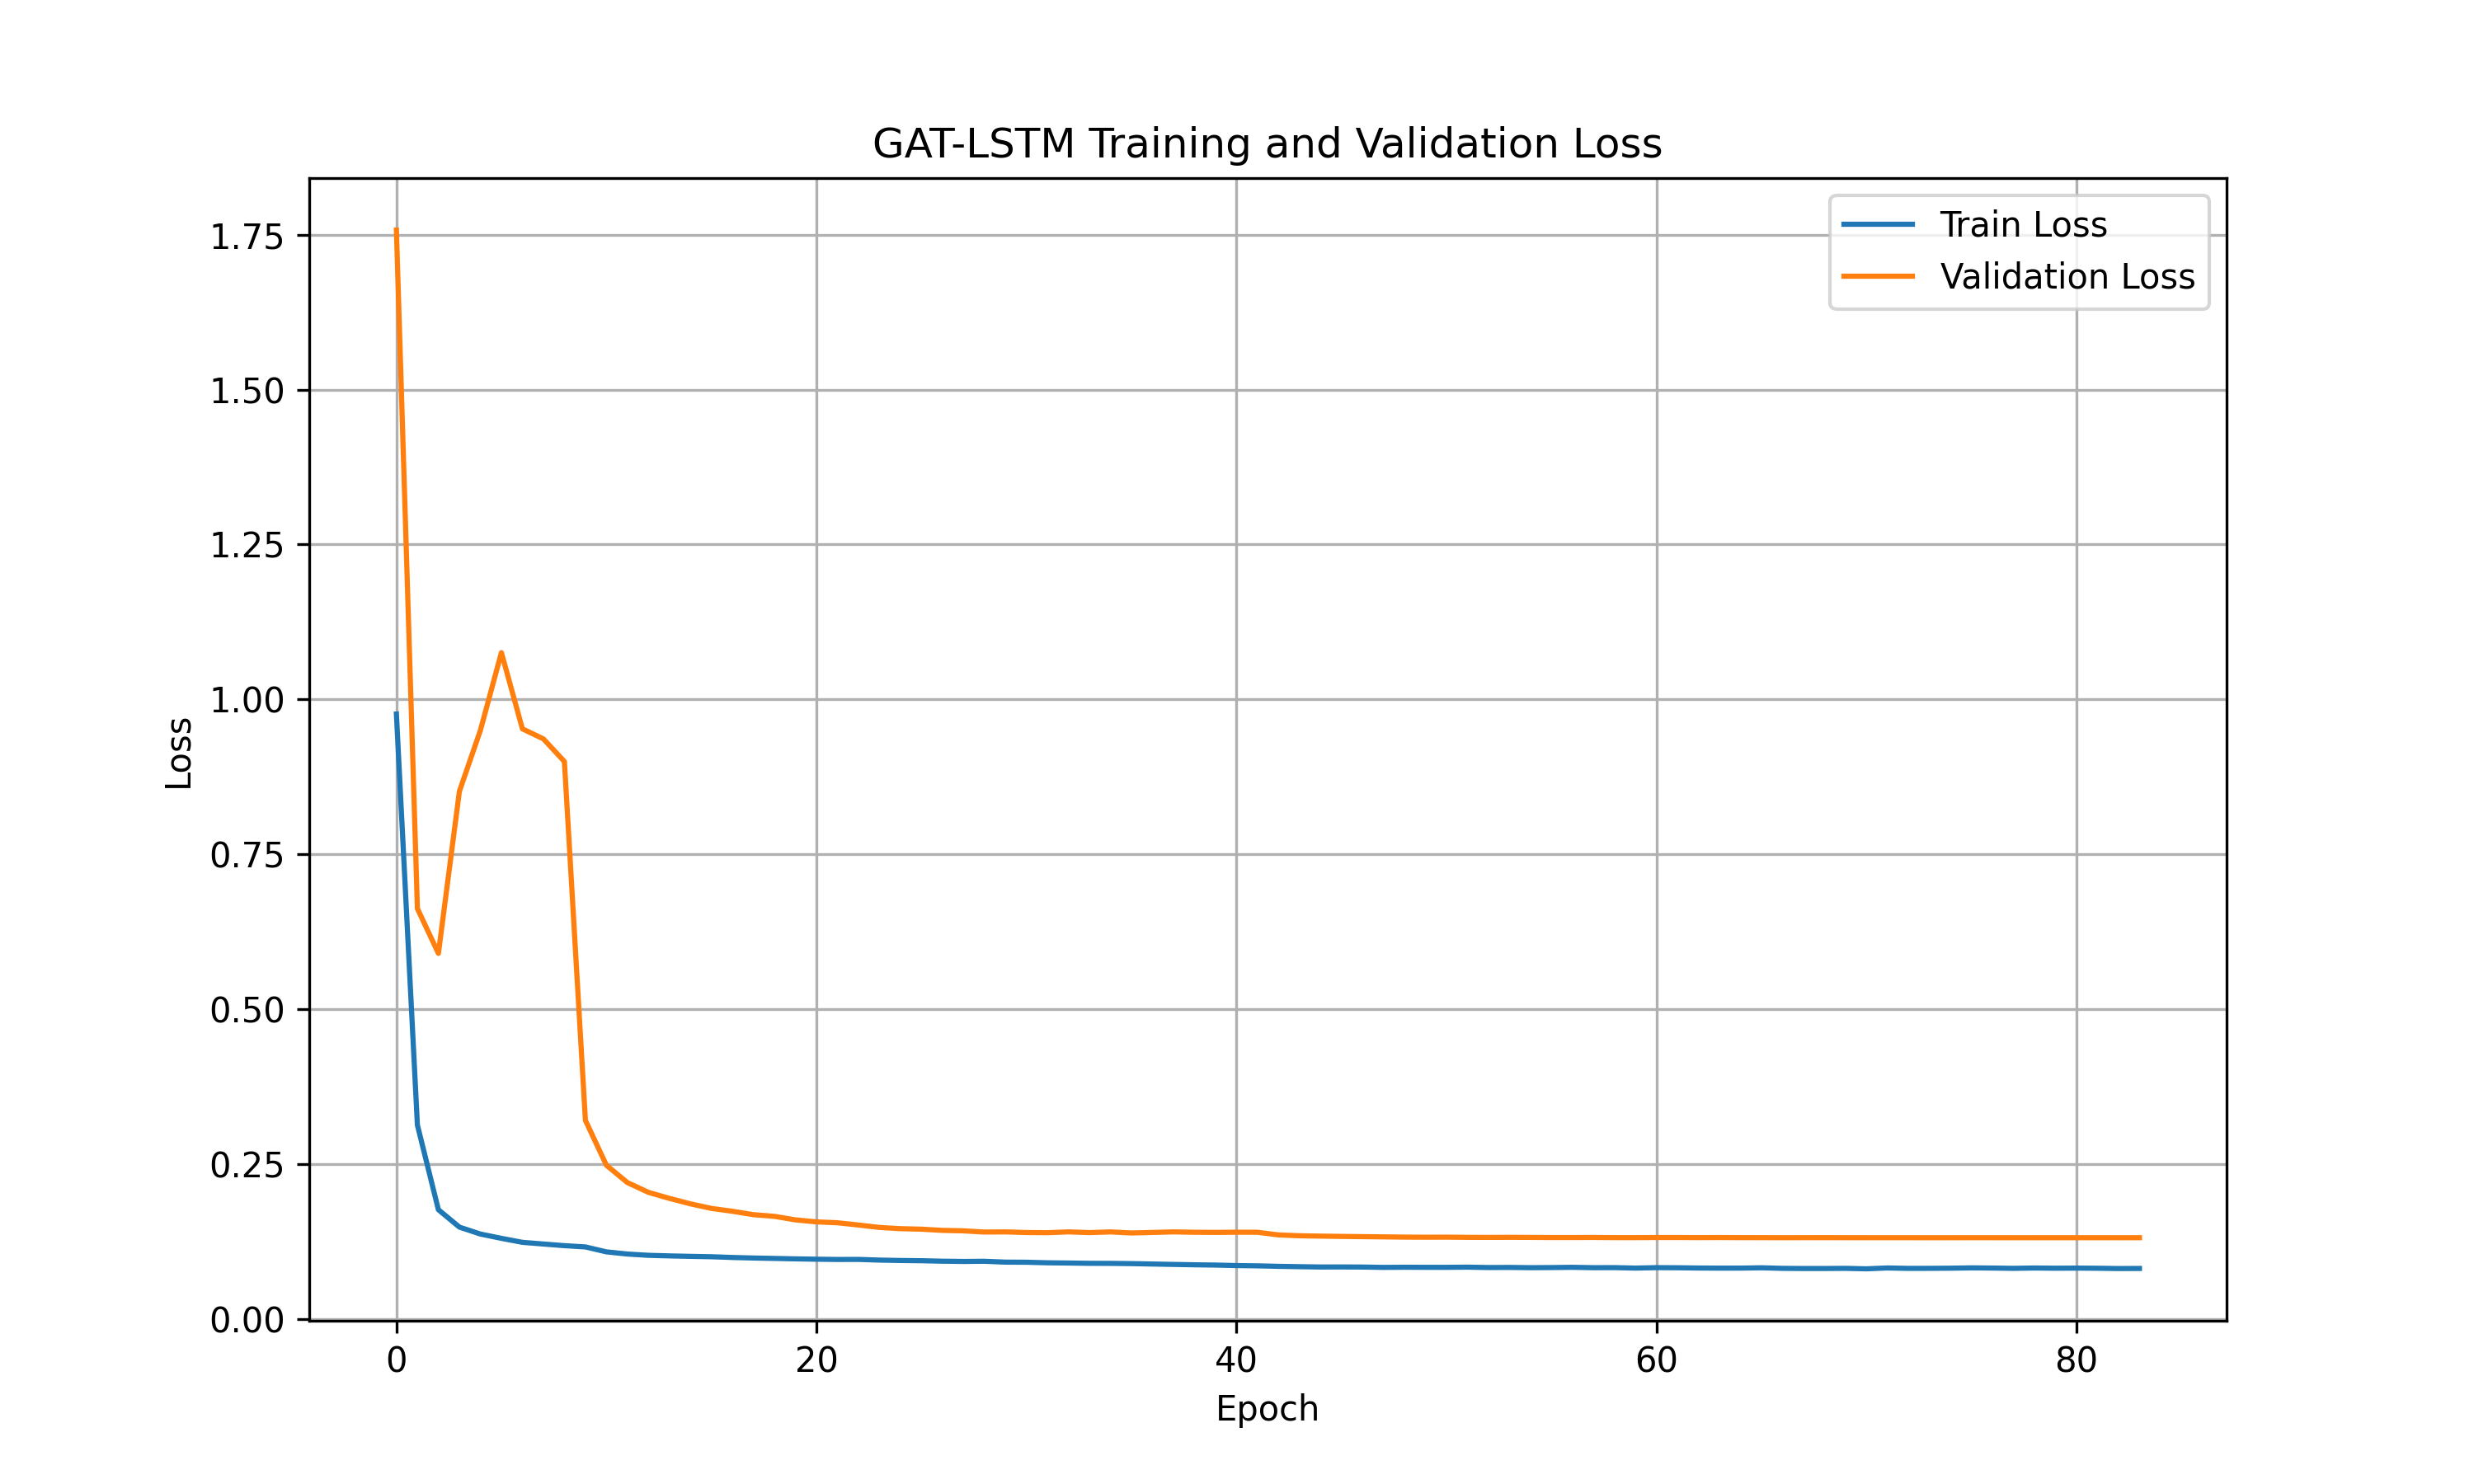 GAT-LSTM Training and Validation Loss
Train Loss
Validation Loss
1.75
1.50
1.25
1.00
0.75
0.50
0.25
0.00
Loss
0 20 40 60 80
Epoch